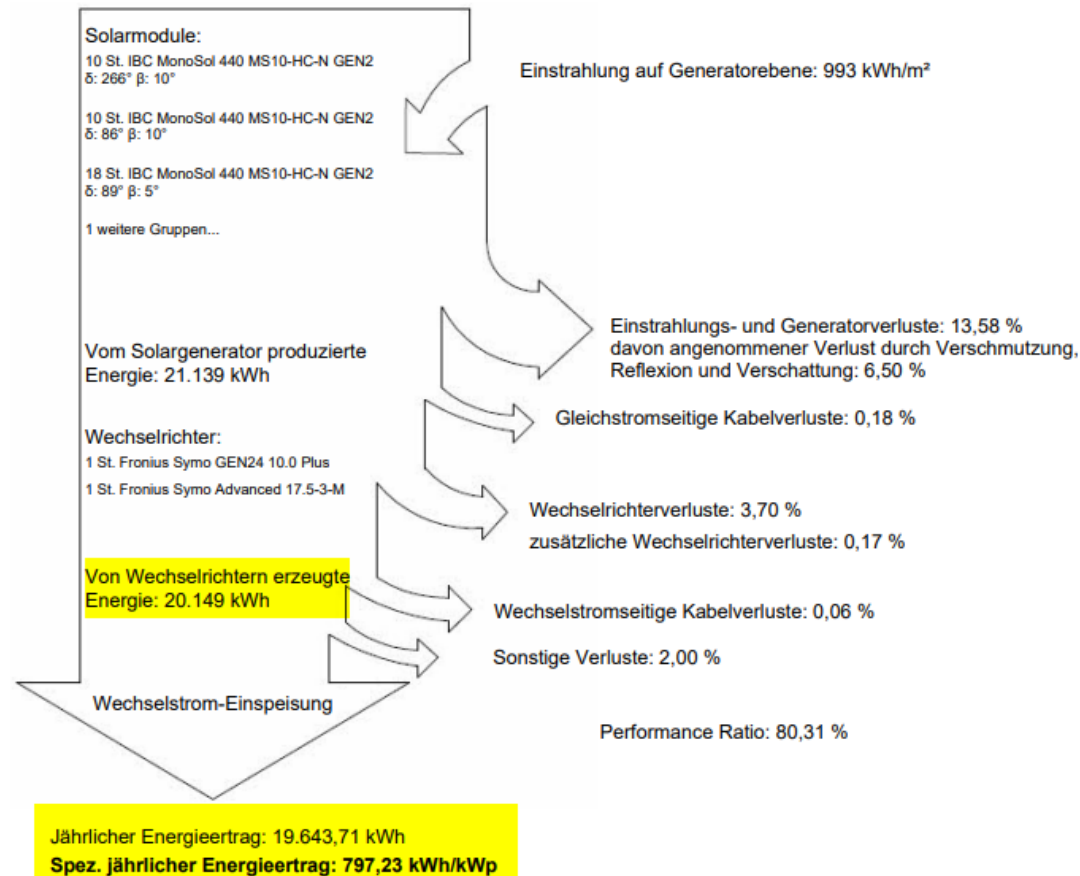 Solarmodule:
10 St. IBC MonoSol 440 MS10-HC-N GEN2
δ: 266° β: 10°
Einstrahlung auf Generatorebene: 993 kWh/m²
10 St. IBC MonoSol 440 MS10-HC-N GEN2
δ: 86° β: 10°
18 St. IBC MonoSol 440 MS10-HC-N GEN2
δ: 89° β: 5°
1 weitere Gruppen...
Einstrahlungs- und Generatorverluste: 13,58 %
davon angenommener Verlust durch Verschmutzung,
Reflexion und Verschattung: 6,50 %
Vom Solargenerator produzierte
Energie: 21.139 kWh
Gleichstromseitige Kabelverluste: 0,18 %
Wechselrichter:
1 St. Fronius Symo GEN24 10.0 Plus
1 St. Fronius Symo Advanced 17.5-3-M
Wechselrichterverluste: 3,70 %
zusätzliche Wechselrichterverluste: 0,17 %
Von Wechselrichtern erzeugte
Energie: 20.149 kWh
Wechselstromseitige Kabelverluste: 0,06 %
Sonstige Verluste: 2,00 %
Wechselstrom-Einspeisung
Performance Ratio: 80,31 %
Jährlicher Energieertrag: 19.643,71 kWh
Spez. jährlicher Energieertrag: 797,23 kWh/kWp